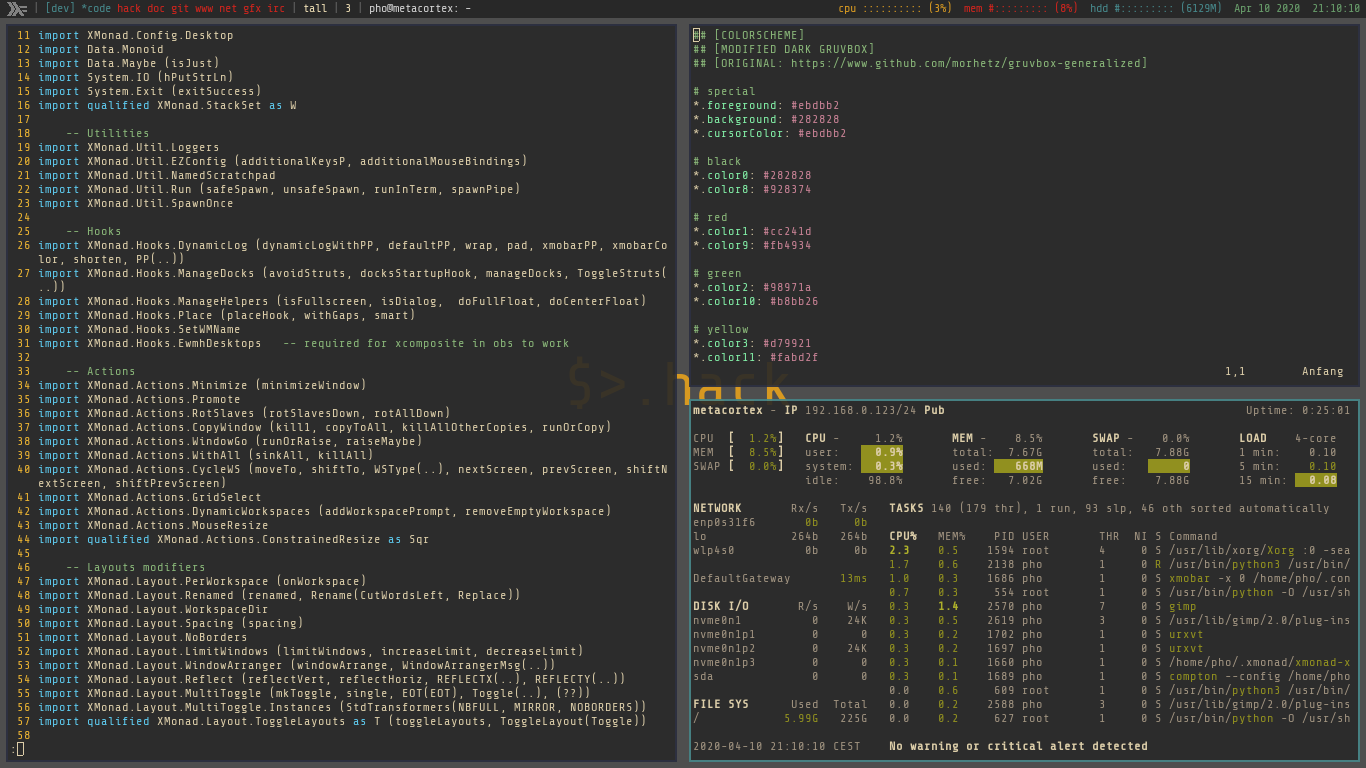 | [dev] *code hack doc git www net gfx irc | tall | 3 | pho@metacortex: ~
cpu :::::::::: (3%) mem #::::::::: (8%) hdd #::::::::: (6129M) Apr 10 2020 21:10:10
11 import XMonad.Config.Desktop
12 import Data.Monoid
13 import Data.Maybe (isJust)
14 import System.IO (hPutStrLn)
15 import System.Exit (exitSuccess)
16 import qualified XMonad.StackSet as W
17
18 -- Utilities
19 import XMonad.Util.Loggers
20 import XMonad.Util.EZConfig (additionalKeysP, additionalMouseBindings)
21 import XMonad.Util.NamedScratchpad
22 import XMonad.Util.Run (safeSpawn, unsafeSpawn, runInTerm, spawnPipe)
23 import XMonad.Util.SpawnOnce
24
25 -- Hooks
26 import XMonad.Hooks.DynamicLog (dynamicLogWithPP, defaultPP, wrap, pad, xmobarPP, xmobarCo
lor, shorten, PP(..))
27 import XMonad.Hooks.ManageDocks (avoidStruts, docksStartupHook, manageDocks, ToggleStruts(
..))
28 import XMonad.Hooks.ManageHelpers (isFullscreen, isDialog,  doFullFloat, doCenterFloat)
29 import XMonad.Hooks.Place (placeHook, withGaps, smart)
30 import XMonad.Hooks.SetWMName
31 import XMonad.Hooks.EwmhDesktops   -- required for xcomposite in obs to work
32
33 -- Actions
34 import XMonad.Actions.Minimize (minimizeWindow)
35 import XMonad.Actions.Promote
36 import XMonad.Actions.RotSlaves (rotSlavesDown, rotAllDown)
37 import XMonad.Actions.CopyWindow (kill1, copyToAll, killAllOtherCopies, runOrCopy)
38 import XMonad.Actions.WindowGo (runOrRaise, raiseMaybe)
39 import XMonad.Actions.WithAll (sinkAll, killAll)
40 import XMonad.Actions.CycleWS (moveTo, shiftTo, WSType(..), nextScreen, prevScreen, shiftN
extScreen, shiftPrevScreen)
41 import XMonad.Actions.GridSelect
42 import XMonad.Actions.DynamicWorkspaces (addWorkspacePrompt, removeEmptyWorkspace)
43 import XMonad.Actions.MouseResize
44 import qualified XMonad.Actions.ConstrainedResize as Sqr
45
46 -- Layouts modifiers
47 import XMonad.Layout.PerWorkspace (onWorkspace)
48 import XMonad.Layout.Renamed (renamed, Rename(CutWordsLeft, Replace))
49 import XMonad.Layout.WorkspaceDir
50 import XMonad.Layout.Spacing (spacing)
51 import XMonad.Layout.NoBorders
52 import XMonad.Layout.LimitWindows (limitWindows, increaseLimit, decreaseLimit)
53 import XMonad.Layout.WindowArranger (windowArrange, WindowArrangerMsg(..))
54 import XMonad.Layout.Reflect (reflectVert, reflectHoriz, REFLECTX(..), REFLECTY(..))
55 import XMonad.Layout.MultiToggle (mkToggle, single, EOT(EOT), Toggle(..), (??))
56 import XMonad.Layout.MultiToggle.Instances (StdTransformers(NBFULL, MIRROR, NOBORDERS))
57 import qualified XMonad.Layout.ToggleLayouts as T (toggleLayouts, ToggleLayout(Toggle))
58
:
## [COLORSCHEME]
## [MODIFIED DARK GRUVBOX]
## [ORIGINAL: https://www.github.com/morhetz/gruvbox-generalized]
# special
*.foreground: #ebdbb2
*.background: #282828
*.cursorColor: #ebdbb2
# black
*.color0: #282828
*.color8: #928374
# red
*.color1: #cc241d
*.color9: #fb4934
# green
*.color2: #98971a
*.color10: #b8bb26
# yellow
*.color3: #d79921
*.color11: #fabd2f
1,1 Anfang
$>.hack
metacortex - IP 192.168.0.123/24 Pub Uptime: 0:25:01
CPU [ 1.2%] CPU - 1.2% MEM - 8.5% SWAP - 0.0% LOAD 4-core
MEM [ 8.5%] user: 0.9% total: 7.67G total: 7.88G 1 min: 0.10
SWAP [ 0.0%] system: 0.3% used: 668M used: 0 5 min: 0.10
idle: 98.8% free: 7.02G free: 7.88G 15 min: 0.08
NETWORK Rx/s Tx/s TASKS 140 (179 thr), 1 run, 93 slp, 46 oth sorted automatically
enp0s31f6 0b 0b
lo 264b 264b CPU% MEM% PID USER THR NI S Command
wlp4s0 0b 0b 2.3 0.5 1594 root 4 0 S /usr/lib/xorg/Xorg :0 -sea
1.7 0.6 2138 pho 1 0 R /usr/bin/python3 /usr/bin/
DefaultGateway 13ms 1.0 0.3 1686 pho 1 0 S xmobar -x 0 /home/pho/.con
0.7 0.3 554 root 1 0 S /usr/bin/python -O /usr/sh
DISK I/O R/s W/s 0.3 1.4 2570 pho 7 0 S gimp
nvme0n1 0 24K 0.3 0.5 2619 pho 3 0 S /usr/lib/gimp/2.0/plug-ins
nvme0n1p1 0 0 0.3 0.2 1702 pho 1 0 S urxvt
nvme0n1p2 0 24K 0.3 0.2 1697 pho 1 0 S urxvt
nvme0n1p3 0 0 0.3 0.1 1660 pho 1 0 S /home/pho/.xmonad/xmonad-x
sda 0 0 0.3 0.1 1689 pho 1 0 S compton --config /home/pho
0.0 0.6 609 root 1 0 S /usr/bin/python3 /usr/bin/
FILE SYS Used Total 0.0 0.2 2588 pho 3 0 S /usr/lib/gimp/2.0/plug-ins
/ 5.99G 225G 0.0 0.2 627 root 1 0 S /usr/bin/python -O /usr/sh
2020-04-10 21:10:10 CEST No warning or critical alert detected